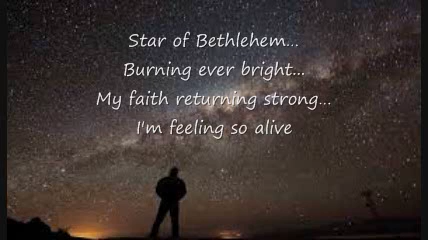 Star of Bethlehem...
Burning ever bright...
My faith returning strong...
I'm feeling so alive